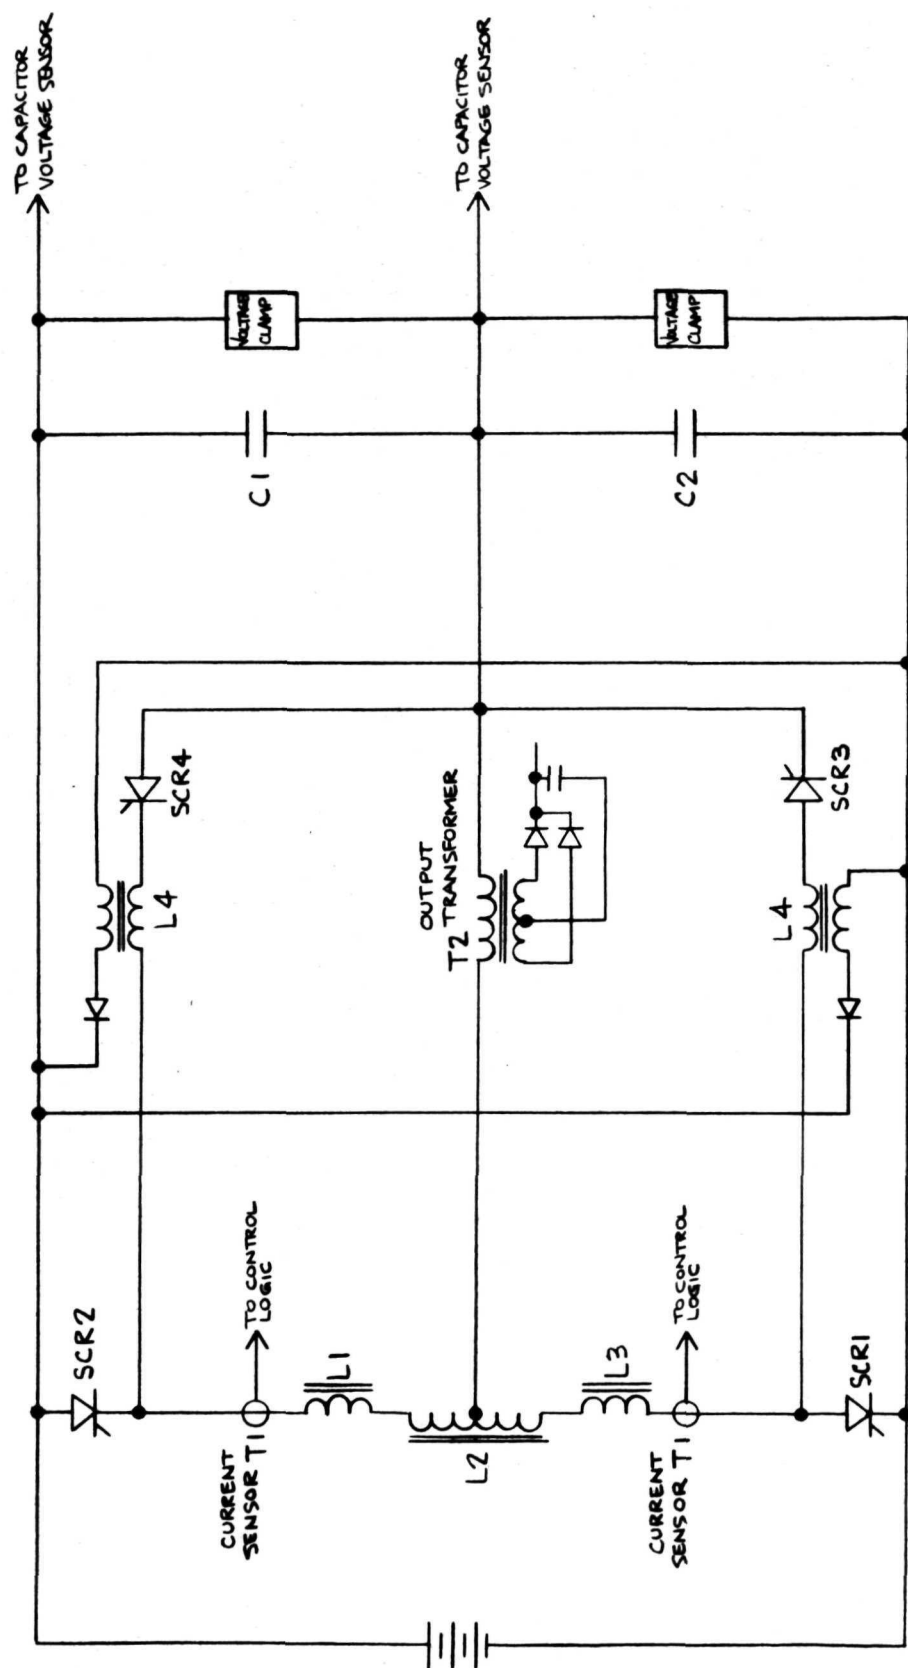 TO CAPACITOR
VOLTAGE SENSOR
TO CAPACITOR
VOLTAGE SENSOR
VOLTAGE
CLAMP
VOLTAGE
CLAMP
C1
C2
SCR4
SCR3
L4
OUTPUT
TRANSFORMER
T2
L4
SCR2
TO CONTROL
LOGIC
L1
L3
TO CONTROL
LOGIC
SCR1
CURRENT
SENSOR T1
L2
CURRENT
SENSOR T1